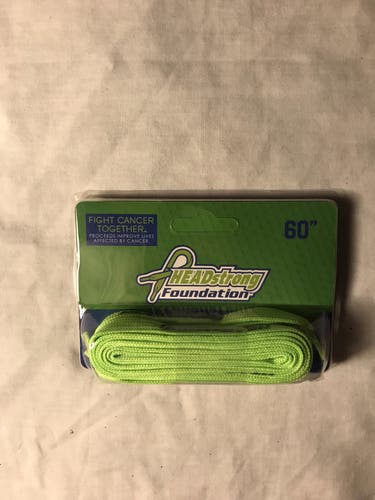 FIGHT CANCER
TOGETHER.
PROCEEDS IMPROVE LIVES
AFFECTED BY CANCER.
60"
HEADstrong
Foundation